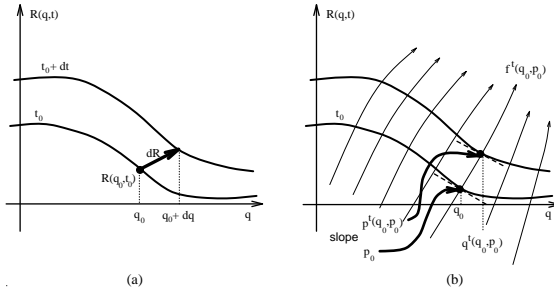 R(q,t)
t₀ + dt
t₀
dR
R(q₀,t₀)
q₀
q₀ + dq
q
(a)
R(q,t)
t₀
fᵗ(q₀,p₀)
pᵗ(q₀,p₀)
slope
p₀
q₀
q
qᵗ(q₀,p₀)
(b)